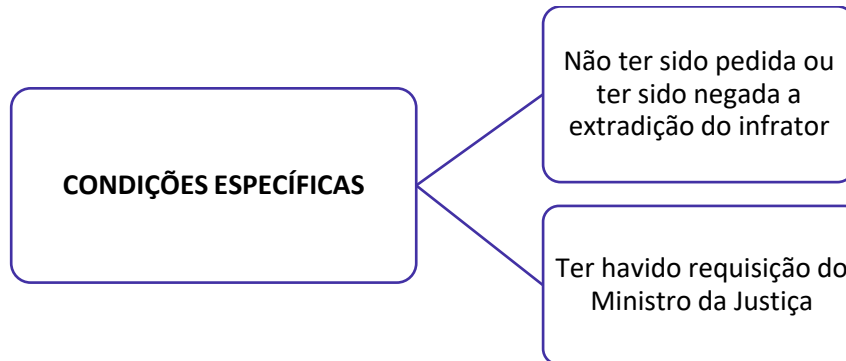 CONDIÇÕES ESPECÍFICAS
Não ter sido pedida ou
ter sido negada a
extradição do infrator
Ter havido requisição do
Ministro da Justiça